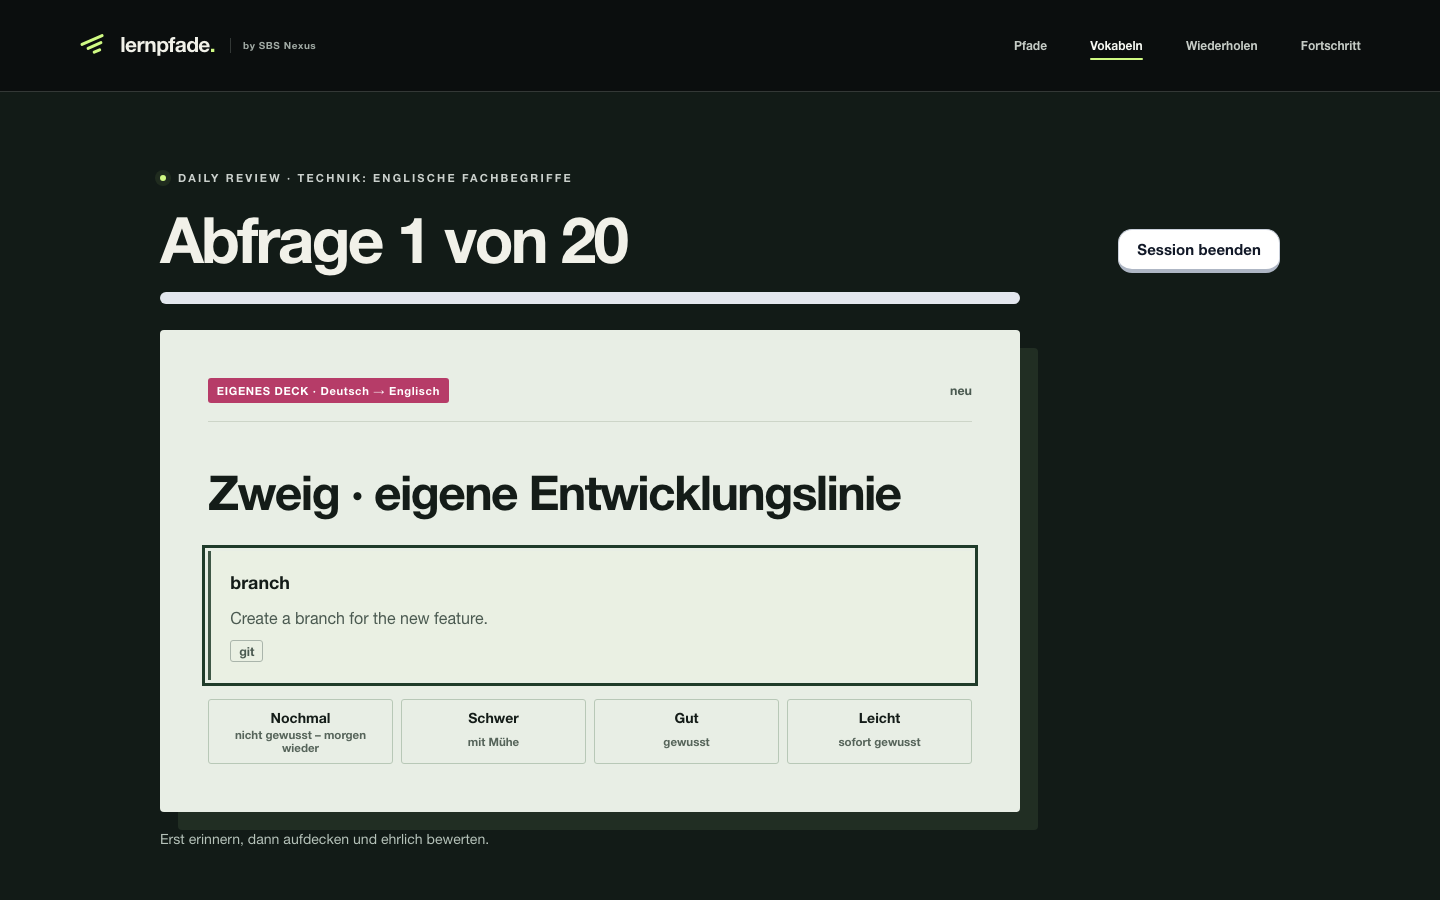 lernpfade.
by SBS Nexus
Pfade
Vokabeln
Wiederholen
Fortschritt
DAILY REVIEW · TECHNIK: ENGLISCHE FACHBEGRIFFE
Abfrage 1 von 20
Session beenden
EIGENES DECK · Deutsch → Englisch
neu
Zweig · eigene Entwicklungslinie
branch
Create a branch for the new feature.
git
Nochmal
nicht gewusst – morgen
wieder
Schwer
mit Mühe
Gut
gewusst
Leicht
sofort gewusst
Erst erinnern, dann aufdecken und ehrlich bewerten.